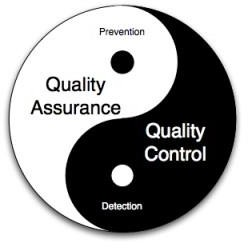 Prevention
Quality
Assurance
Quality
Control
Detection